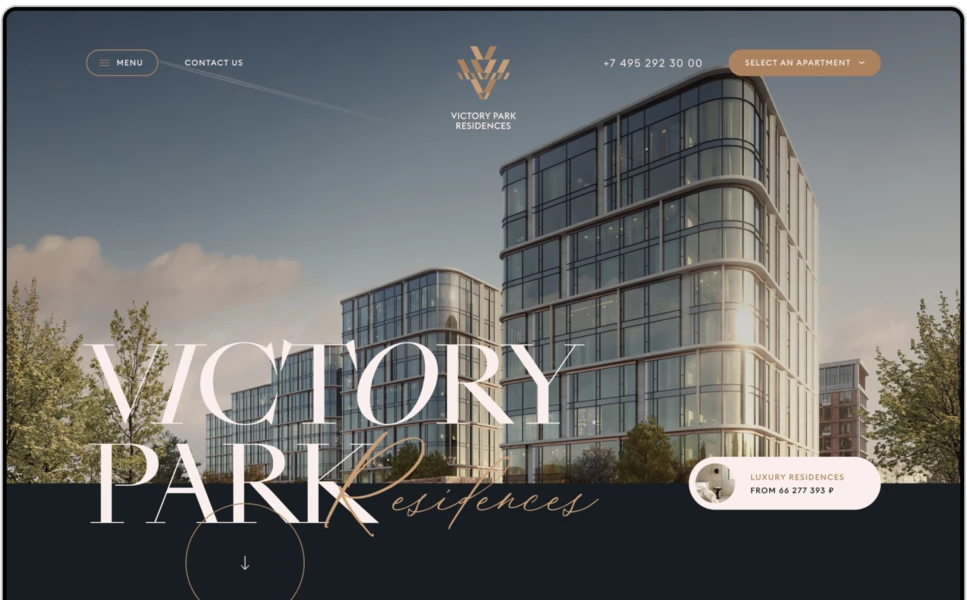 MENU
CONTACT US
VICTORY PARK
RESIDENCES
+7 495 292 30 00
SELECT AN APARTMENT
VICTORY
PARK
Residences
LUXURY RESIDENCES
FROM 66 277 393 ₽